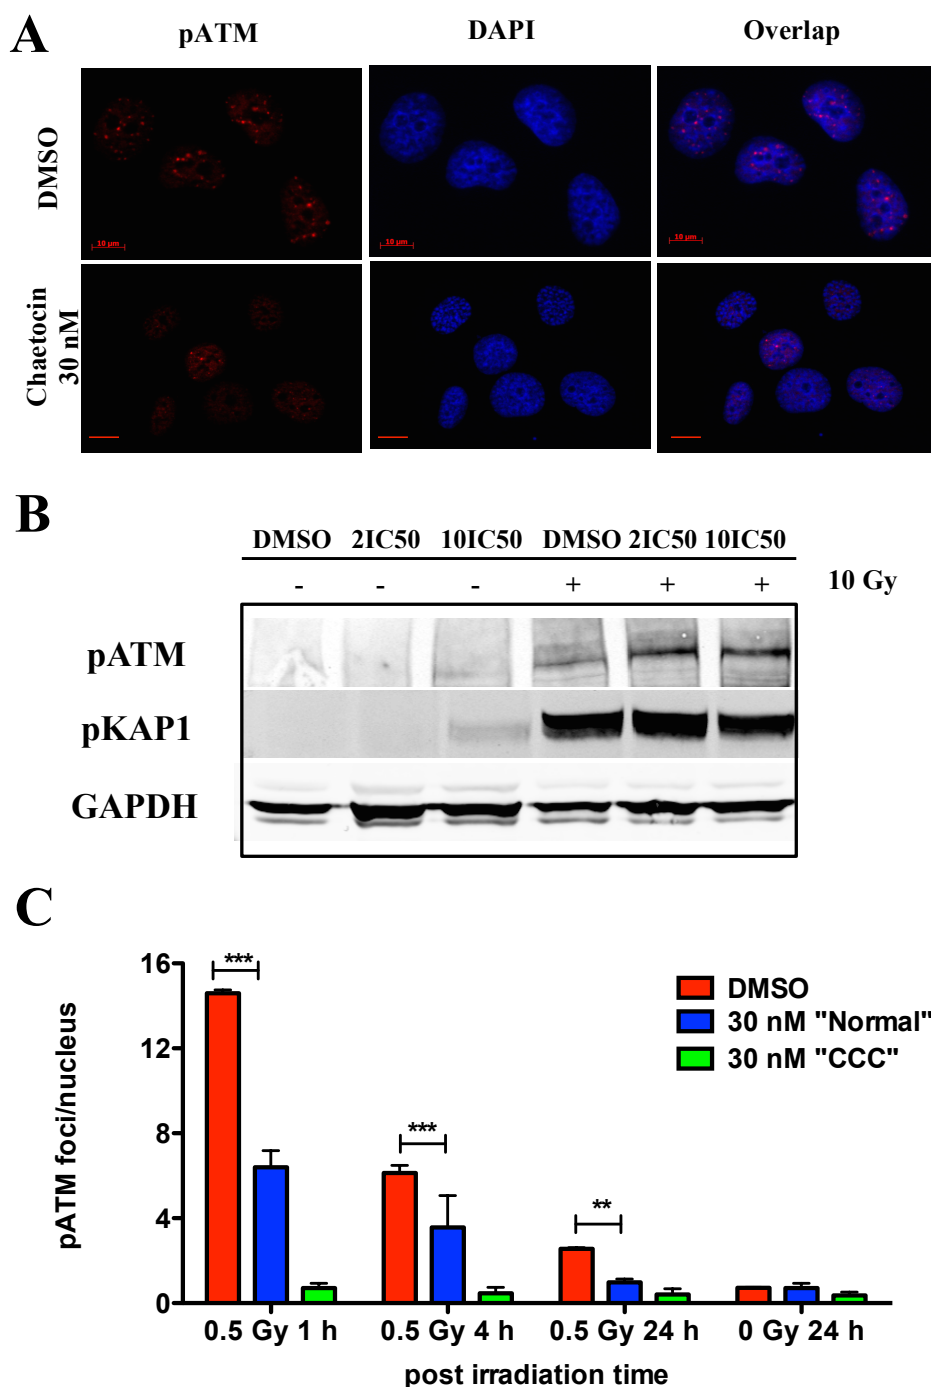 A
pATM DAPI Overlap
DMSO
10 µm
10 µm
Chaetocin
30 nM
B
DMSO 2IC50 10IC50 DMSO 2IC50 10IC50
- - - + + + 10 Gy
pATM
pKAP1
GAPDH
C
pATM foci/nucleus
16
12
8
4
0
***
***
**
DMSO
30 nM "Normal"
30 nM "CCC"
0.5 Gy 1 h 0.5 Gy 4 h 0.5 Gy 24 h 0 Gy 24 h
post irradiation time